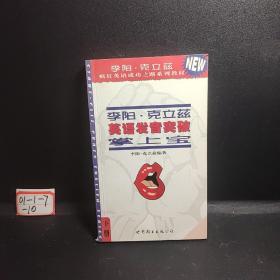 李阳·克立兹
疯狂英语成功之路系列教材
NEW
李阳·克立兹
英语发音突破
掌上宝
李阳·克立兹编著
下册
世界图书出版公司
01-1-7
-10